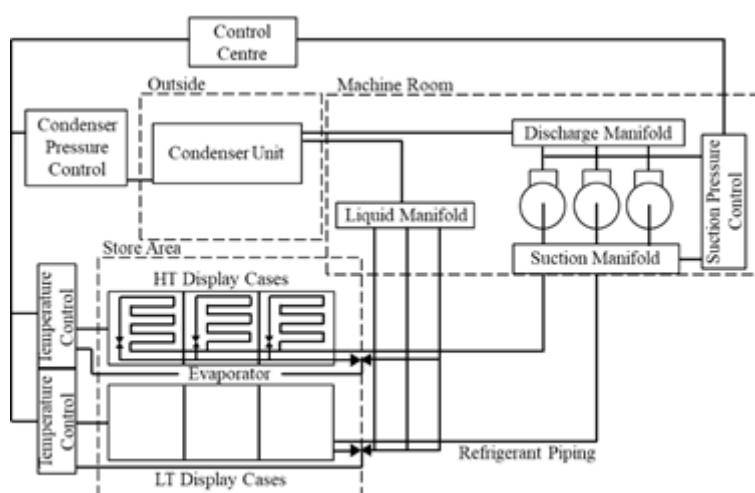 Control
Centre
Outside
Machine Room
Condenser
Pressure
Control
Condenser Unit
Discharge Manifold
Suction Pressure
Control
Liquid Manifold
Suction Manifold
Store Area
HT Display Cases
Temperature
Control
Evaporator
Temperature
Control
Refrigerant Piping
LT Display Cases